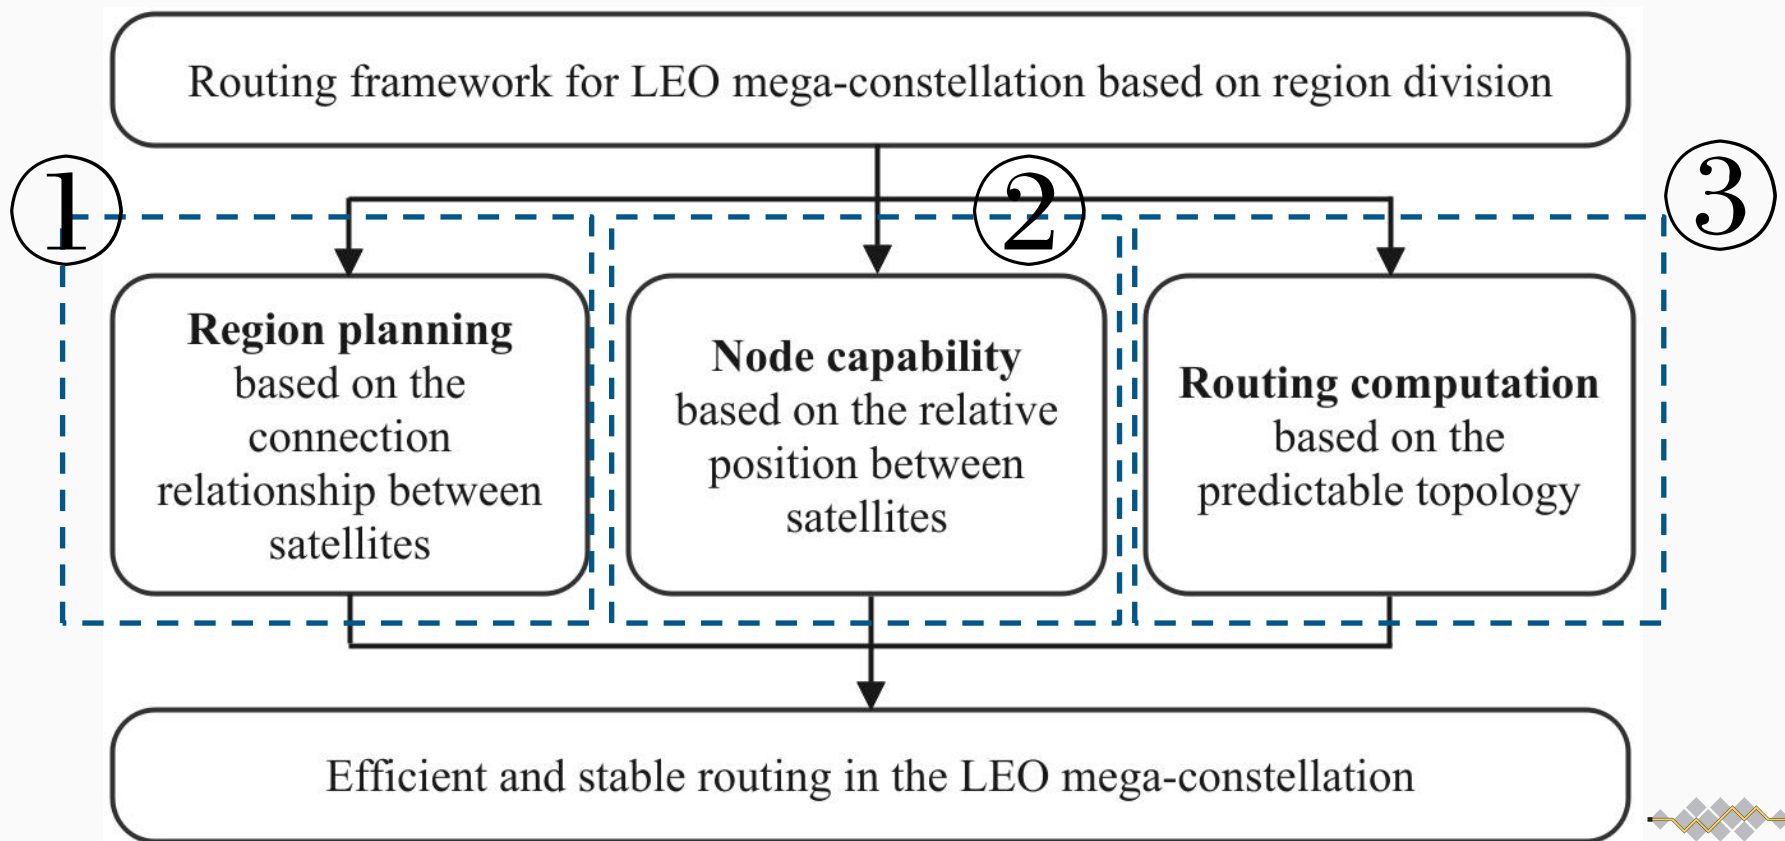 Routing framework for LEO mega-constellation based on region division
①
②
③
Region planning
based on the
connection
relationship between
satellites
Node capability
based on the relative
position between
satellites
Routing computation
based on the
predictable topology
Efficient and stable routing in the LEO mega-constellation